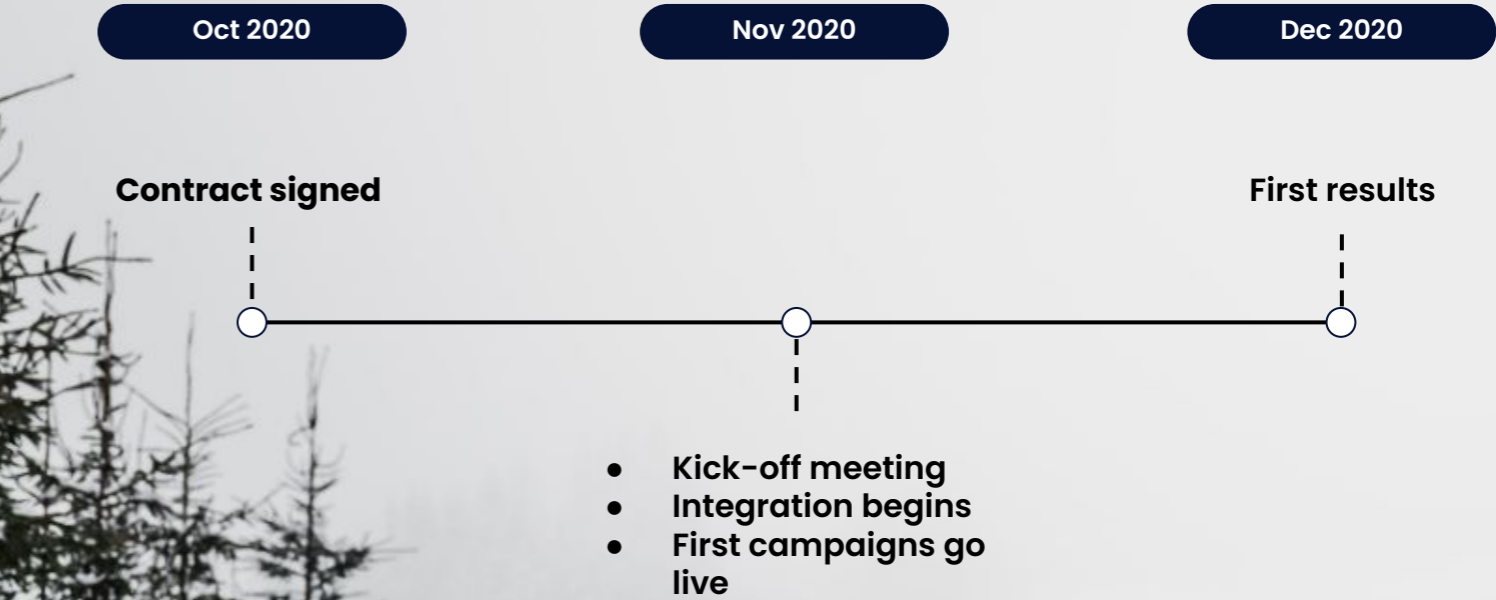 Oct 2020
Nov 2020
Dec 2020
Contract signed
First results
● Kick-off meeting
● Integration begins
● First campaigns go
live